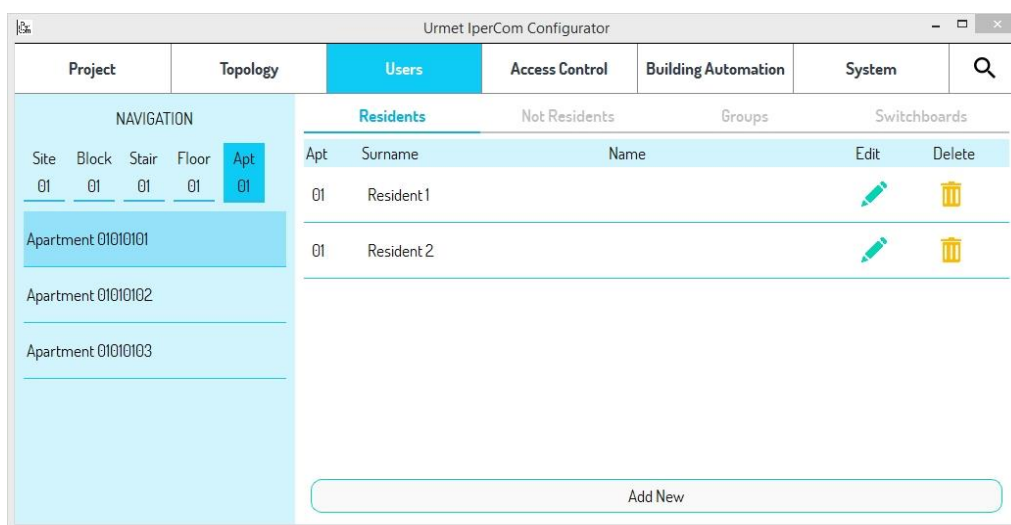 Urmet IperCom Configurator
Project Topology Users Access Control Building Automation System
NAVIGATION
Site Block Stair Floor Apt
01 01 01 01 01
Apartment 01010101
Apartment 01010102
Apartment 01010103
Residents Not Residents Groups Switchboards
Apt Surname Name Edit Delete
01 Resident 1
01 Resident 2
Add New